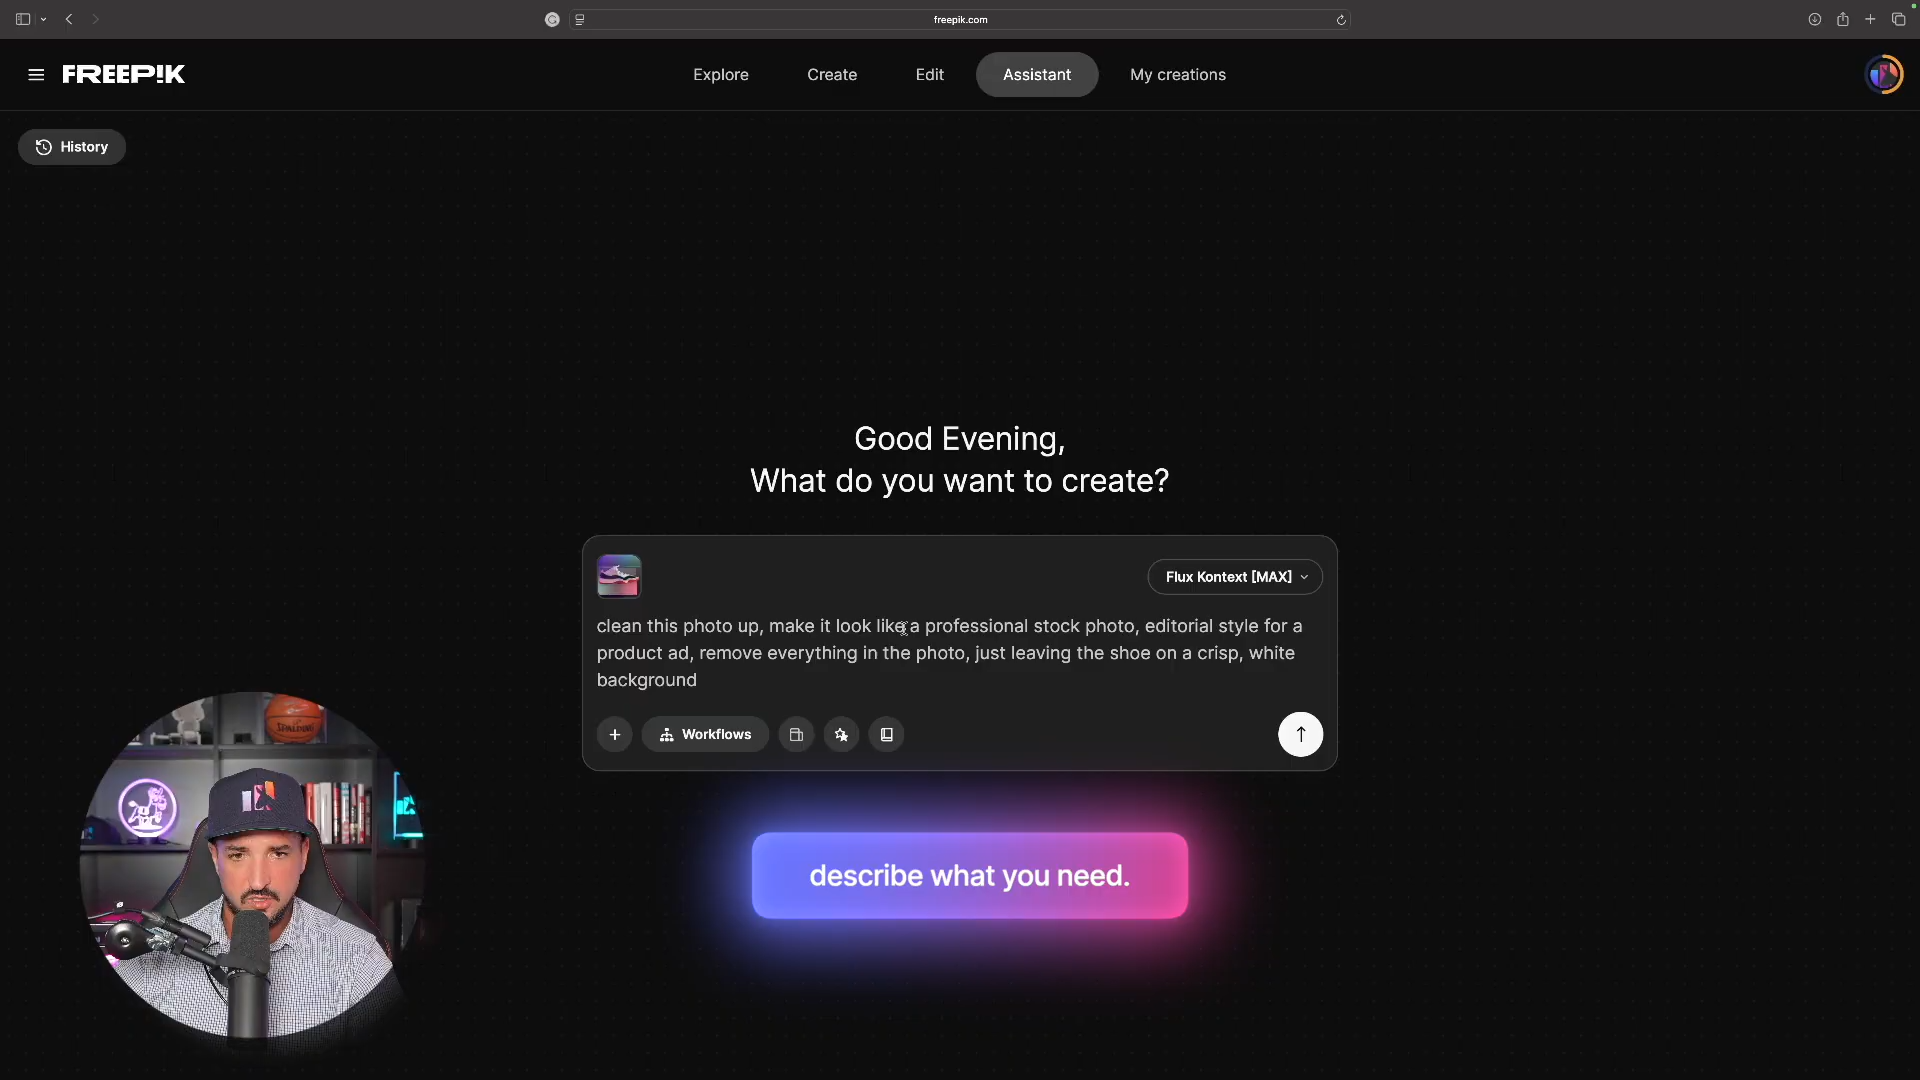 freepik.com
FREEP!K
Explore
Create
Edit
Assistant
My creations
History
Good Evening,
What do you want to create?
Flux Kontext [MAX]
clean this photo up, make it look like a professional stock photo, editorial style for a
product ad, remove everything in the photo, just leaving the shoe on a crisp, white
background
Workflows
SPALDING
describe what you need.